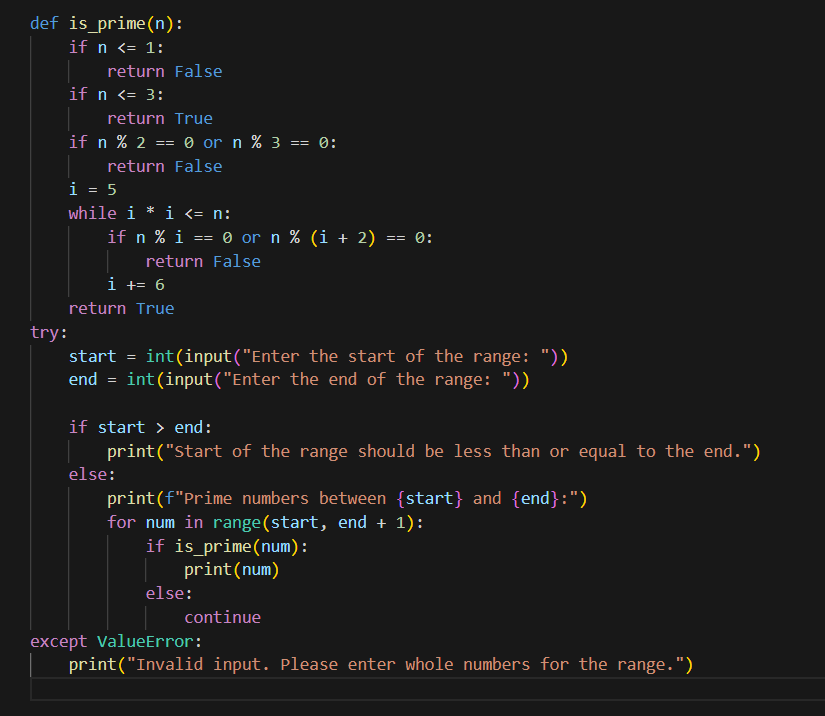 def is_prime(n):
    if n <= 1:
        return False
    if n <= 3:
        return True
    if n % 2 == 0 or n % 3 == 0:
        return False
    i = 5
    while i * i <= n:
        if n % i == 0 or n % (i + 2) == 0:
            return False
        i += 6
    return True
try:
    start = int(input("Enter the start of the range: "))
    end = int(input("Enter the end of the range: "))

    if start > end:
        print("Start of the range should be less than or equal to the end.")
    else:
        print(f"Prime numbers between {start} and {end}:")
        for num in range(start, end + 1):
            if is_prime(num):
                print(num)
            else:
                continue
except ValueError:
    print("Invalid input. Please enter whole numbers for the range.")